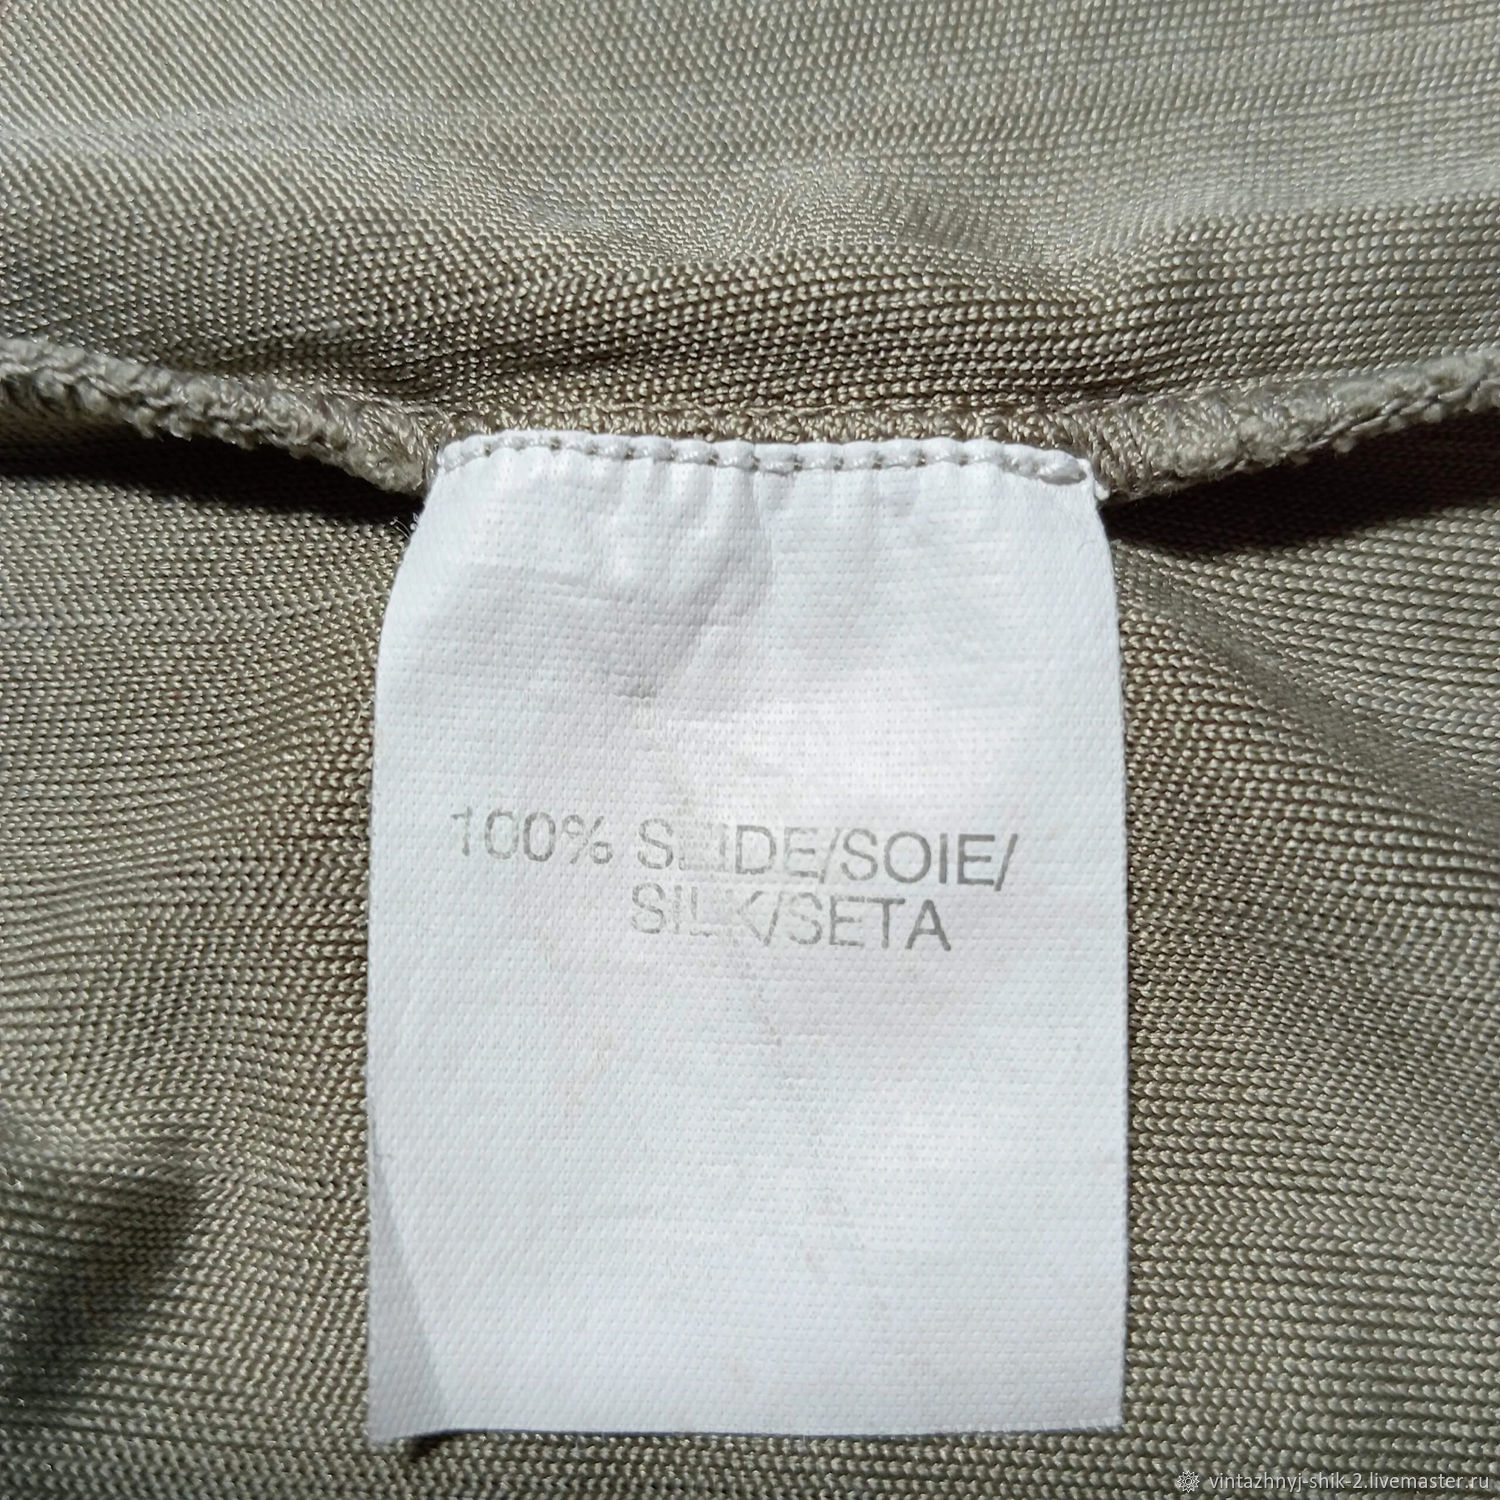 100% SEIDE/SOIE/
SILK/SETA
vintazhnyj-shik-2.livemaster.ru